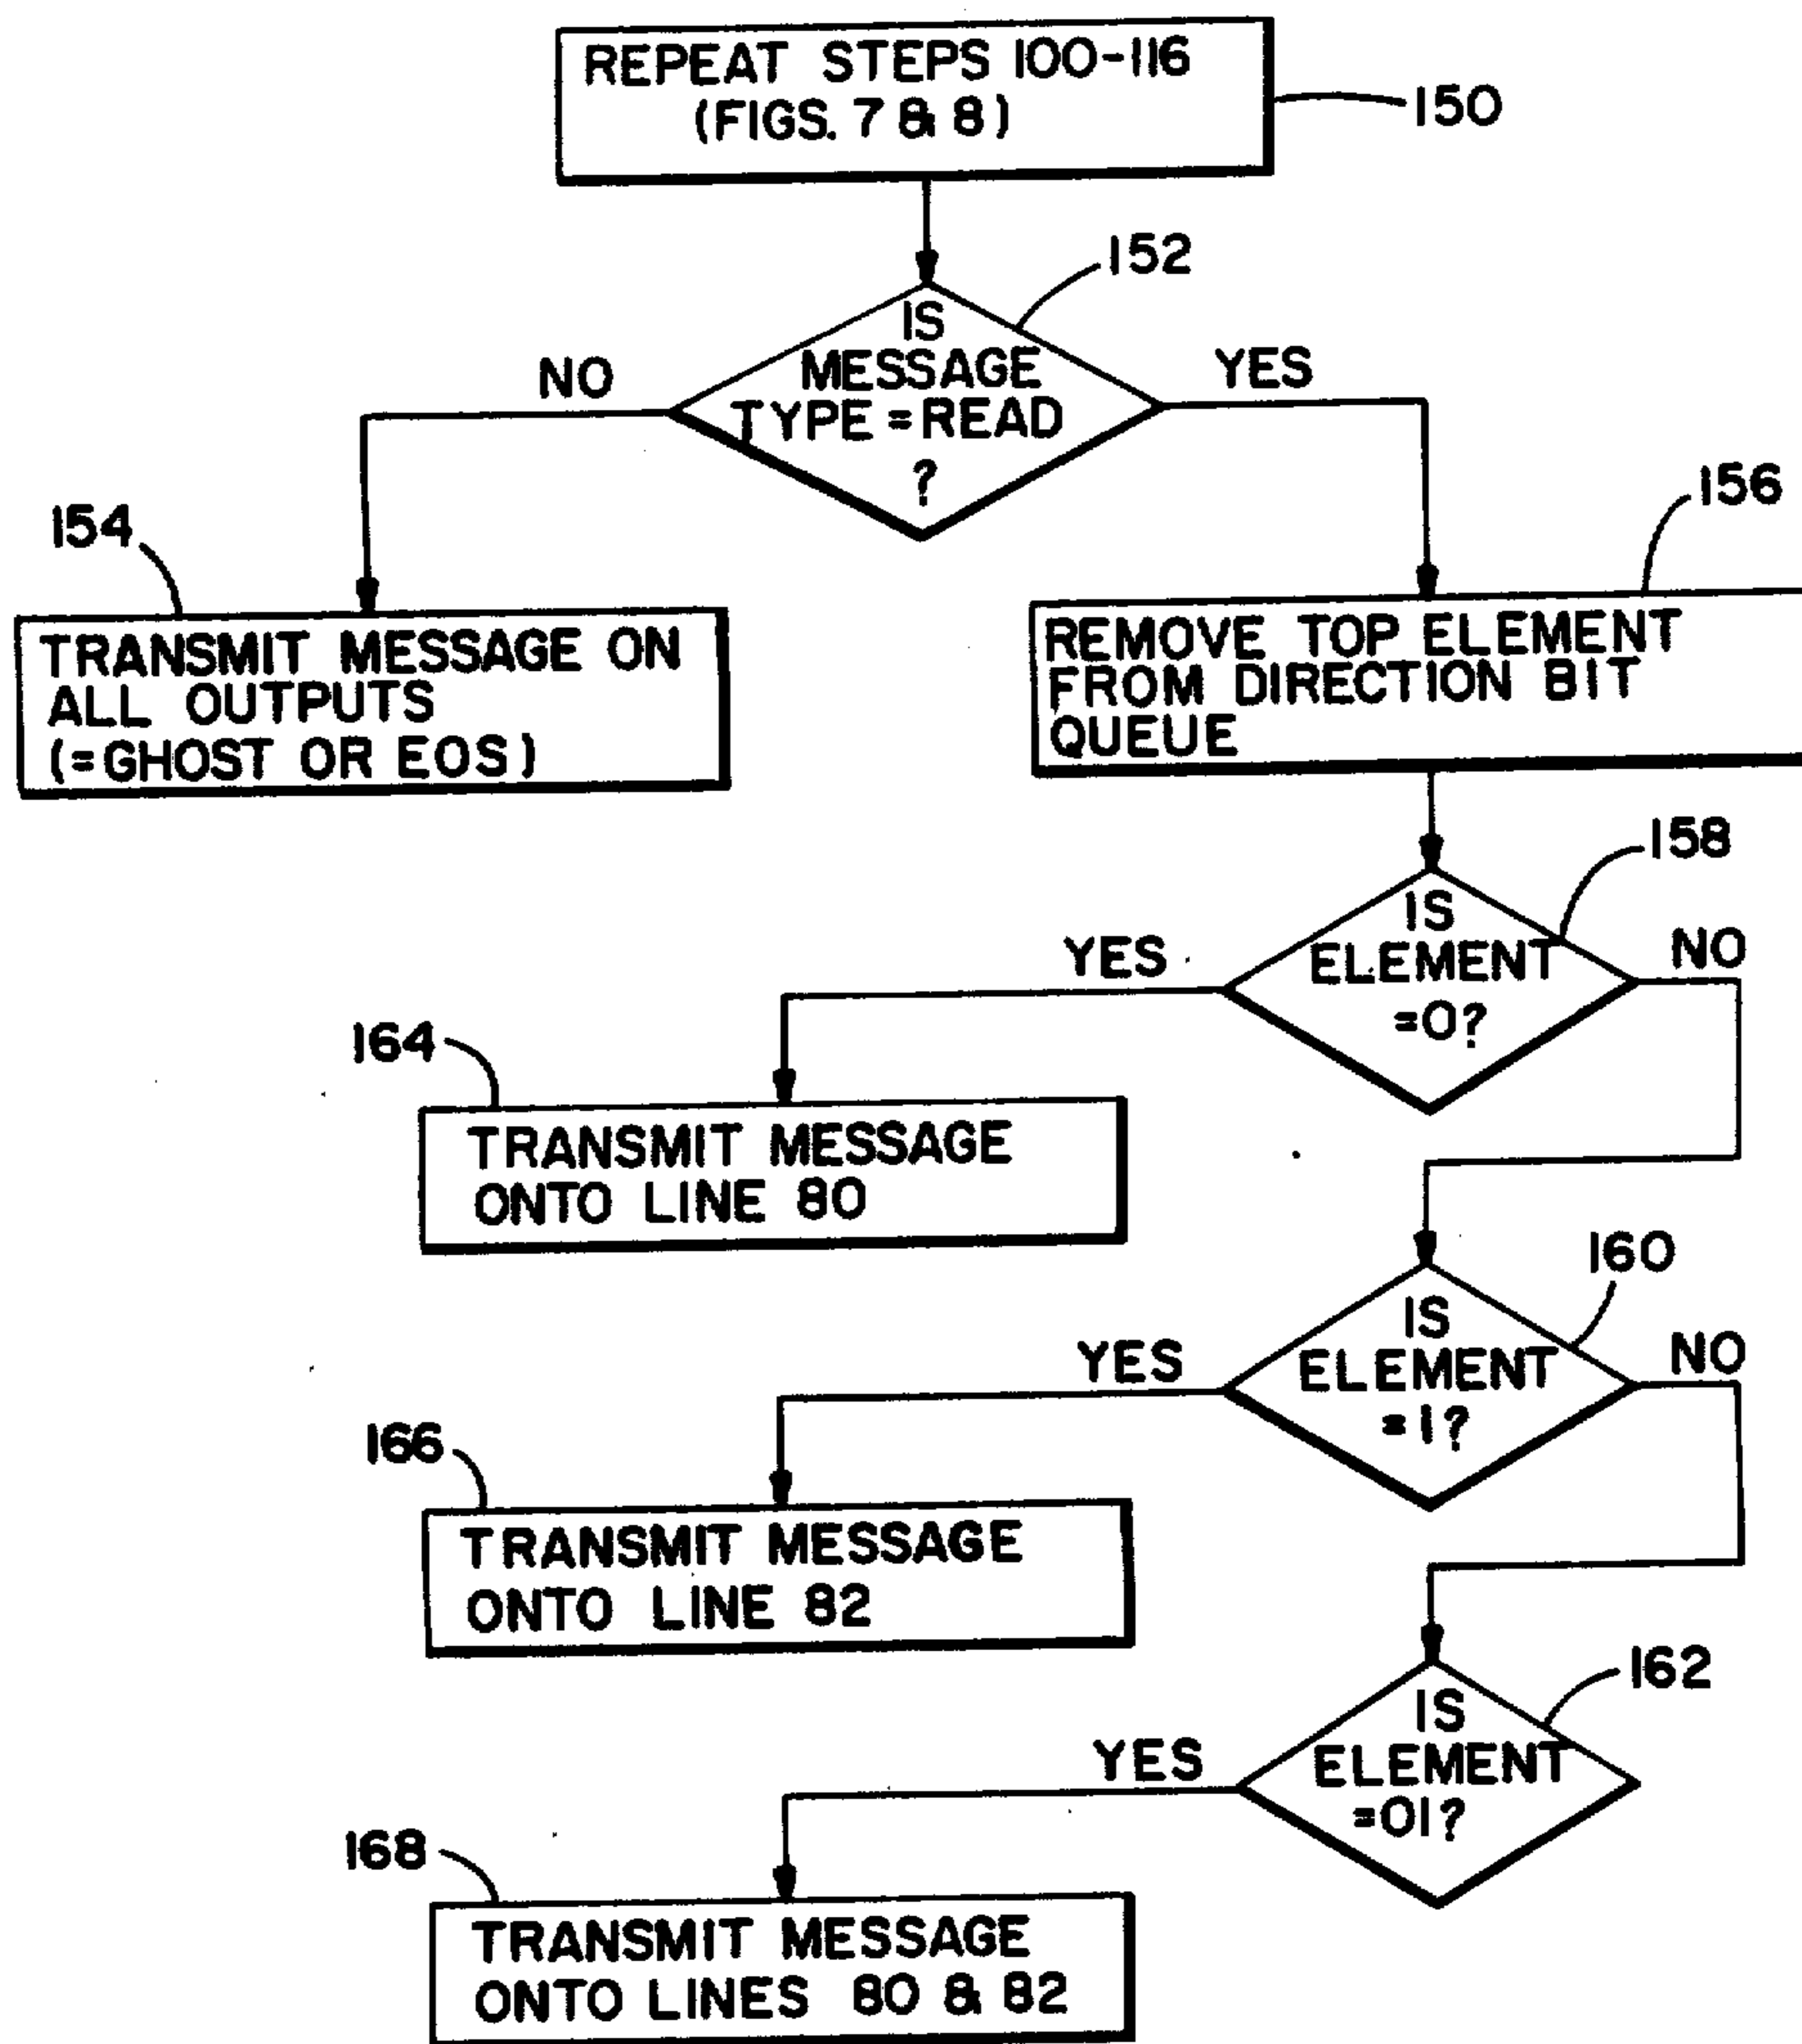 REPEAT STEPS 100-116
(FIGS. 7 & 8)
150
152
IS
MESSAGE
TYPE=READ
?
NO
YES
154
TRANSMIT MESSAGE ON
ALL OUTPUTS
(=GHOST OR EOS)
156
REMOVE TOP ELEMENT
FROM DIRECTION BIT
QUEUE
158
IS
ELEMENT
=0?
YES
NO
164
TRANSMIT MESSAGE
ONTO LINE 80
160
IS
ELEMENT
=1?
YES
NO
166
TRANSMIT MESSAGE
ONTO LINE 82
162
IS
ELEMENT
=01?
YES
168
TRANSMIT MESSAGE
ONTO LINES 80 & 82